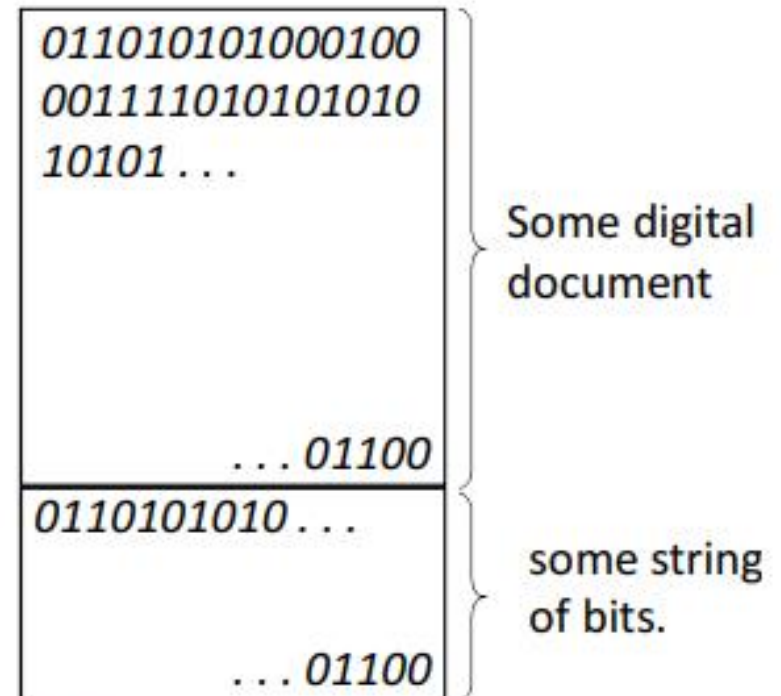 011010101000100
001111010101010
10101 . . .
Some digital
document
. . . 01100
0110101010 . . .
some string
of bits.
. . . 01100